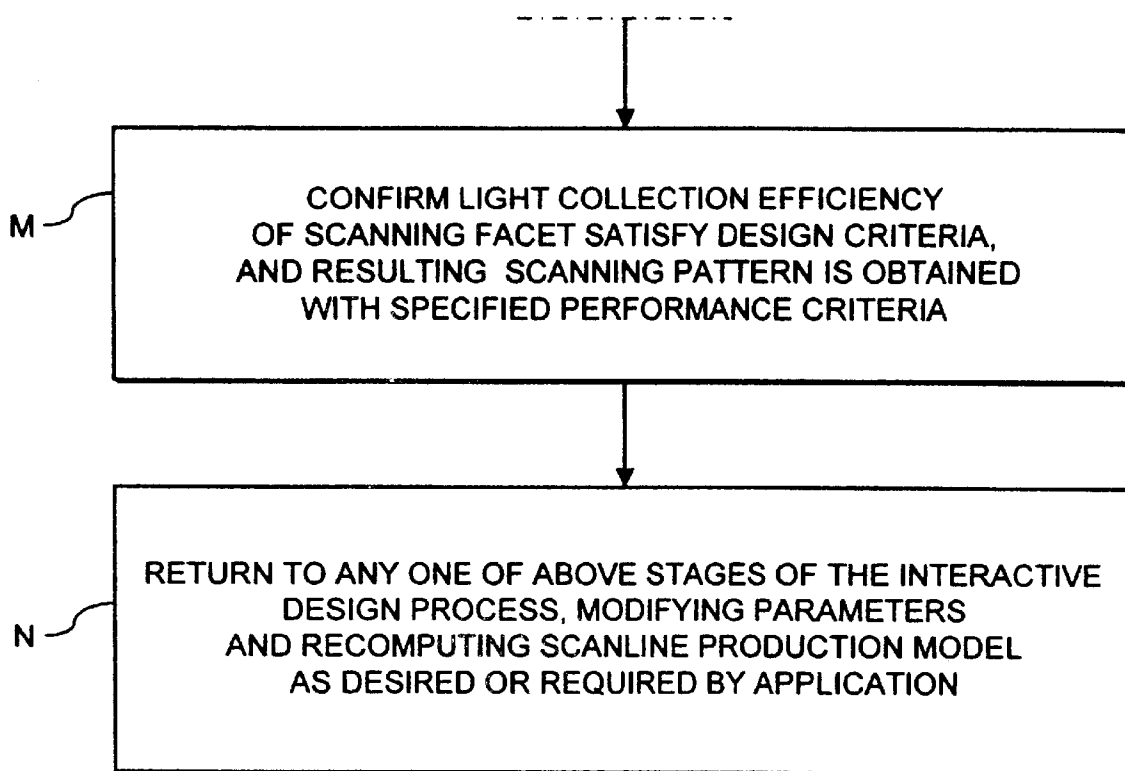 M
CONFIRM LIGHT COLLECTION EFFICIENCY
OF SCANNING FACET SATISFY DESIGN CRITERIA,
AND RESULTING SCANNING PATTERN IS OBTAINED
WITH SPECIFIED PERFORMANCE CRITERIA
N
RETURN TO ANY ONE OF ABOVE STAGES OF THE INTERACTIVE
DESIGN PROCESS, MODIFYING PARAMETERS
AND RECOMPUTING SCANLINE PRODUCTION MODEL
AS DESIRED OR REQUIRED BY APPLICATION